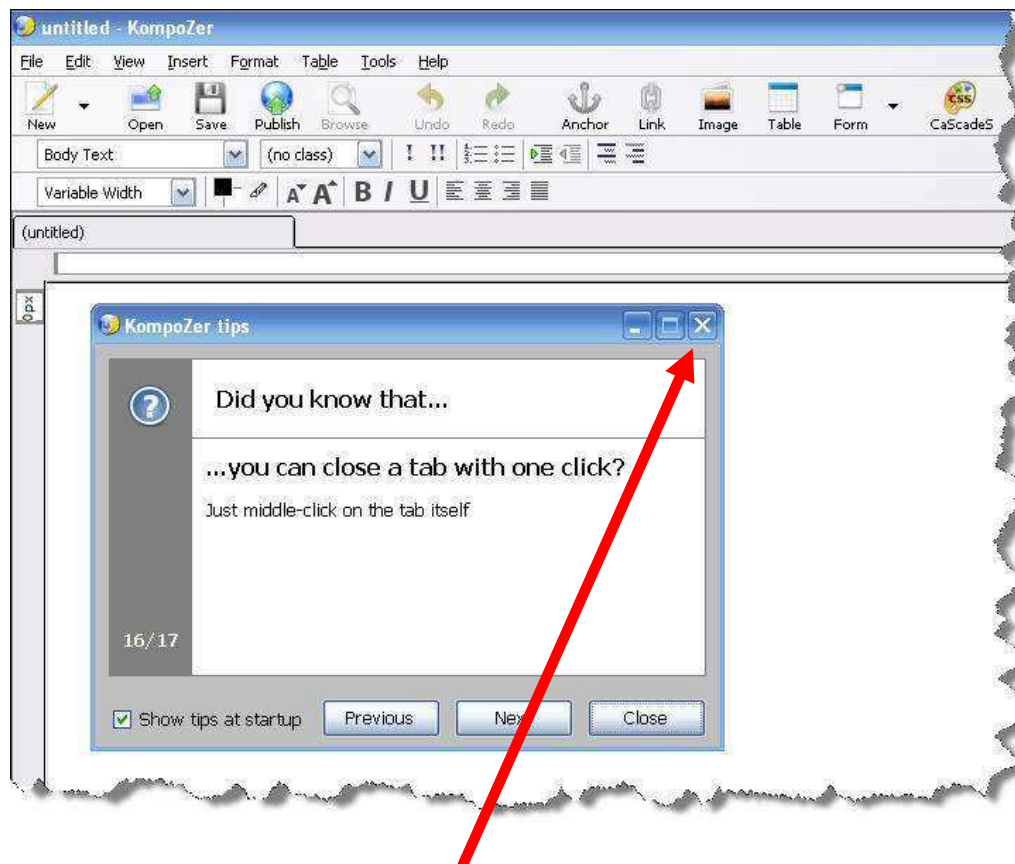 untitled - KompoZer
File Edit View Insert Format Table Tools Help
New Open Save Publish Browse Undo Redo Anchor Link Image Table Form CaScadeS
Body Text (no class) ! !!
Variable Width A A B I U
(untitled)
0px
KompoZer tips
? Did you know that...
...you can close a tab with one click?
Just middle-click on the tab itself
16/17
Show tips at startup Previous Next Close